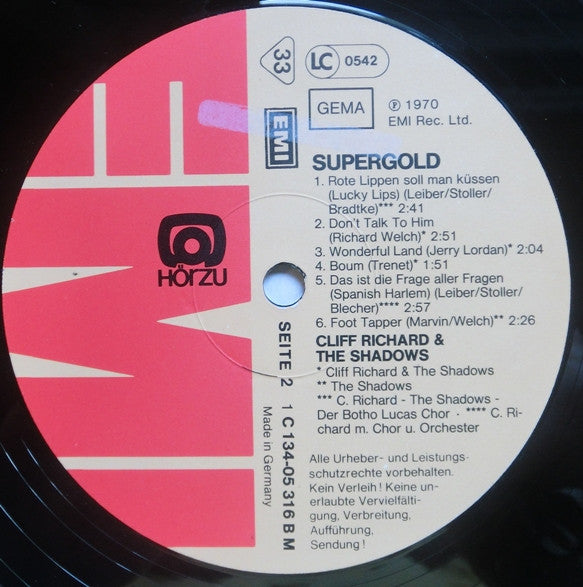 33
LC 0542
GEMA
Ⓟ 1970
EMI Rec. Ltd.
EMI
SUPERGOLD
1. Rote Lippen soll man küssen
(Lucky Lips) (Leiber/Stoller/
Bradtke)*** 2:41
2. Don't Talk To Him
(Richard Welch)* 2:51
3. Wonderful Land (Jerry Lordan)* 2:04
4. Boum (Trenet)* 1:51
5. Das ist die Frage aller Fragen
(Spanish Harlem) (Leiber/Stoller/
Blecher)**** 2:57
6. Foot Tapper (Marvin/Welch)** 2:26
CLIFF RICHARD &
THE SHADOWS
* Cliff Richard & The Shadows
** The Shadows
*** C. Richard - The Shadows -
Der Botho Lucas Chor · **** C. Ri-
chard m. Chor u. Orchester
Alle Urheber- und Leistungs-
schutzrechte vorbehalten.
Kein Verleih! Keine un-
erlaubte Vervielfälti-
gung, Verbreitung,
Aufführung,
Sendung!
HÖRZU
SEITE 2 1 C 134-05 316 B M
Made in Germany